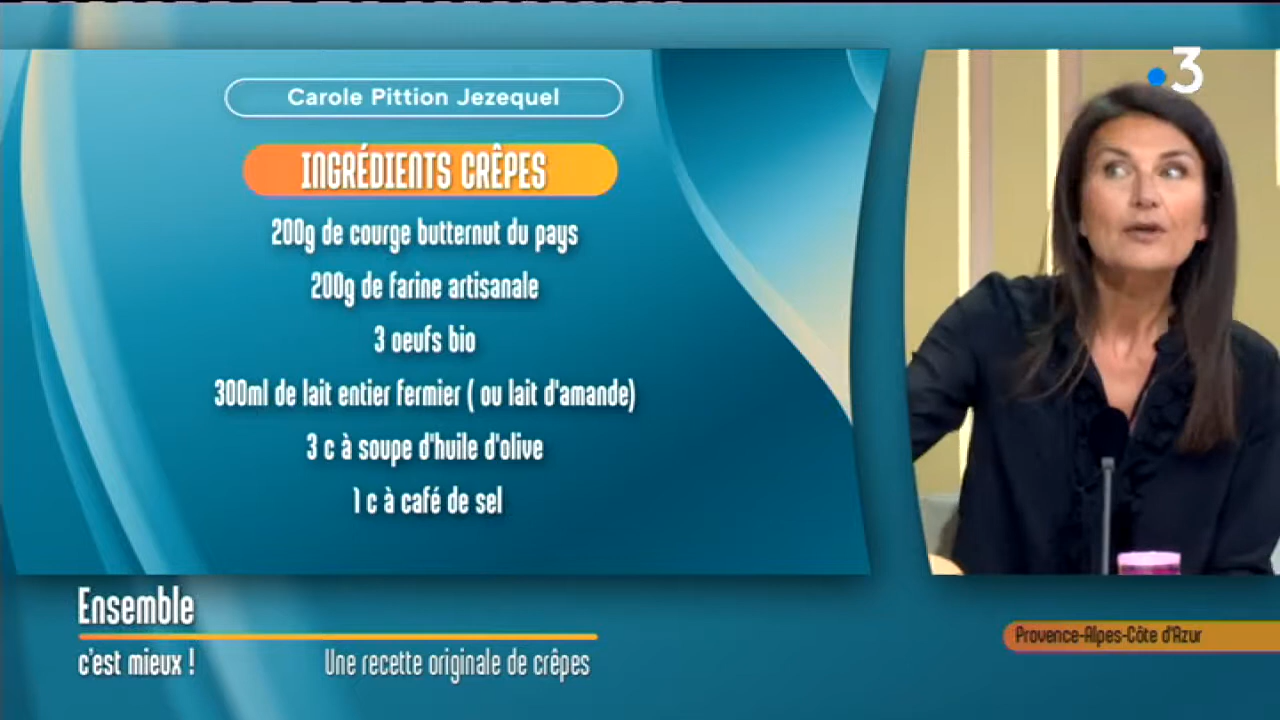 3
Carole Pittion Jezequel
INGRÉDIENTS CRÊPES
200g de courge butternut du pays
200g de farine artisanale
3 oeufs bio
300ml de lait entier fermier ( ou lait d'amande)
3 c à soupe d'huile d'olive
1 c à café de sel
Ensemble
c'est mieux !
Une recette originale de crêpes
Provence-Alpes-Côte d'Azur